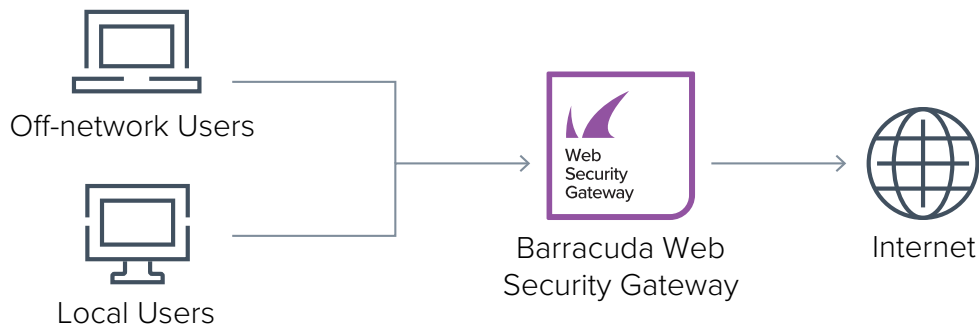 Off-network Users
Local Users
Web
Security
Gateway
Barracuda Web
Security Gateway
Internet